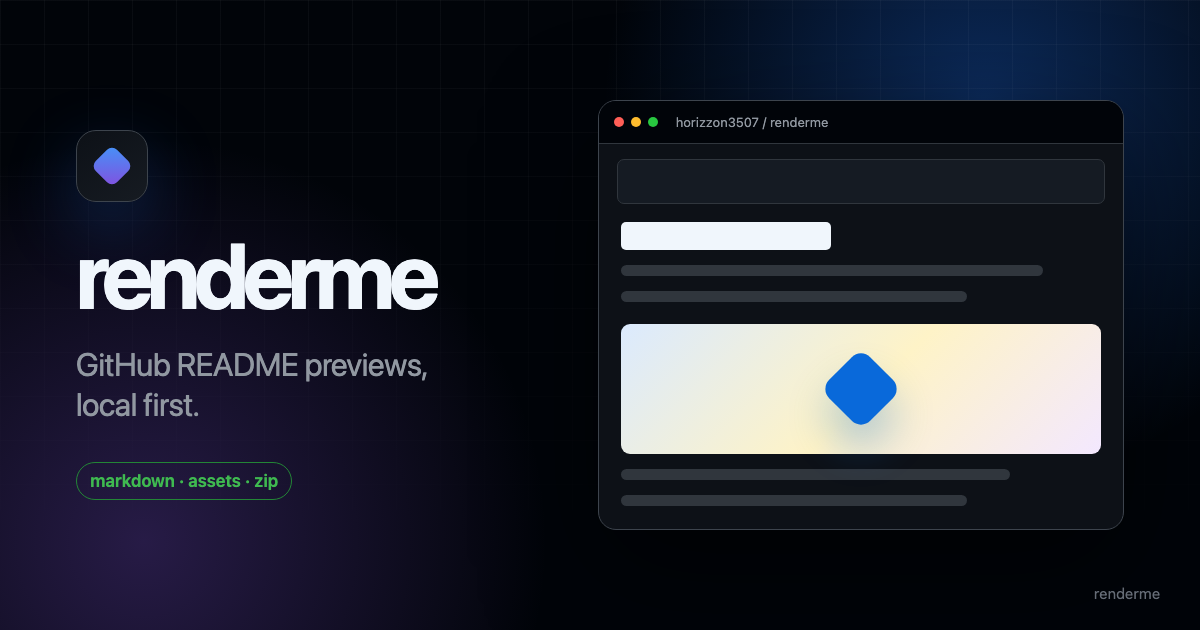 renderme
GitHub README previews,
local first.
markdown · assets · zip
horizzon3507 / renderme
renderme